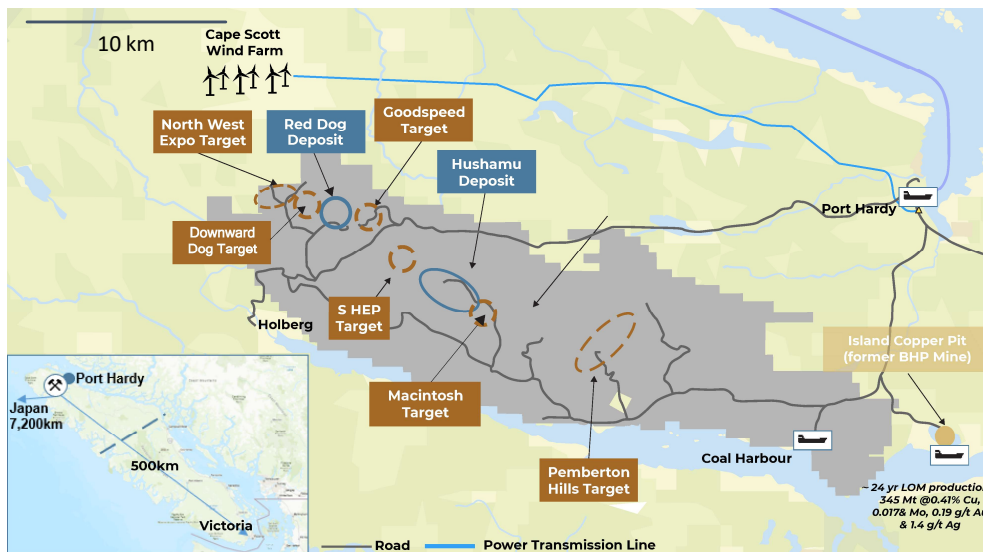 10 km
Cape Scott
Wind Farm
North West
Expo Target
Red Dog
Deposit
Goodspeed
Target
Hushamu
Deposit
Port Hardy
Downward
Dog Target
S HEP
Target
Holberg
Island Copper Pit
(former BHP Mine)
Macintosh
Target
Port Hardy
Japan
7,200km
500km
Victoria
Pemberton
Hills Target
Coal Harbour
~ 24 yr LOM production
345 Mt @0.41% Cu,
0.017& Mo, 0.19 g/t Au
& 1.4 g/t Ag
Road
Power Transmission Line